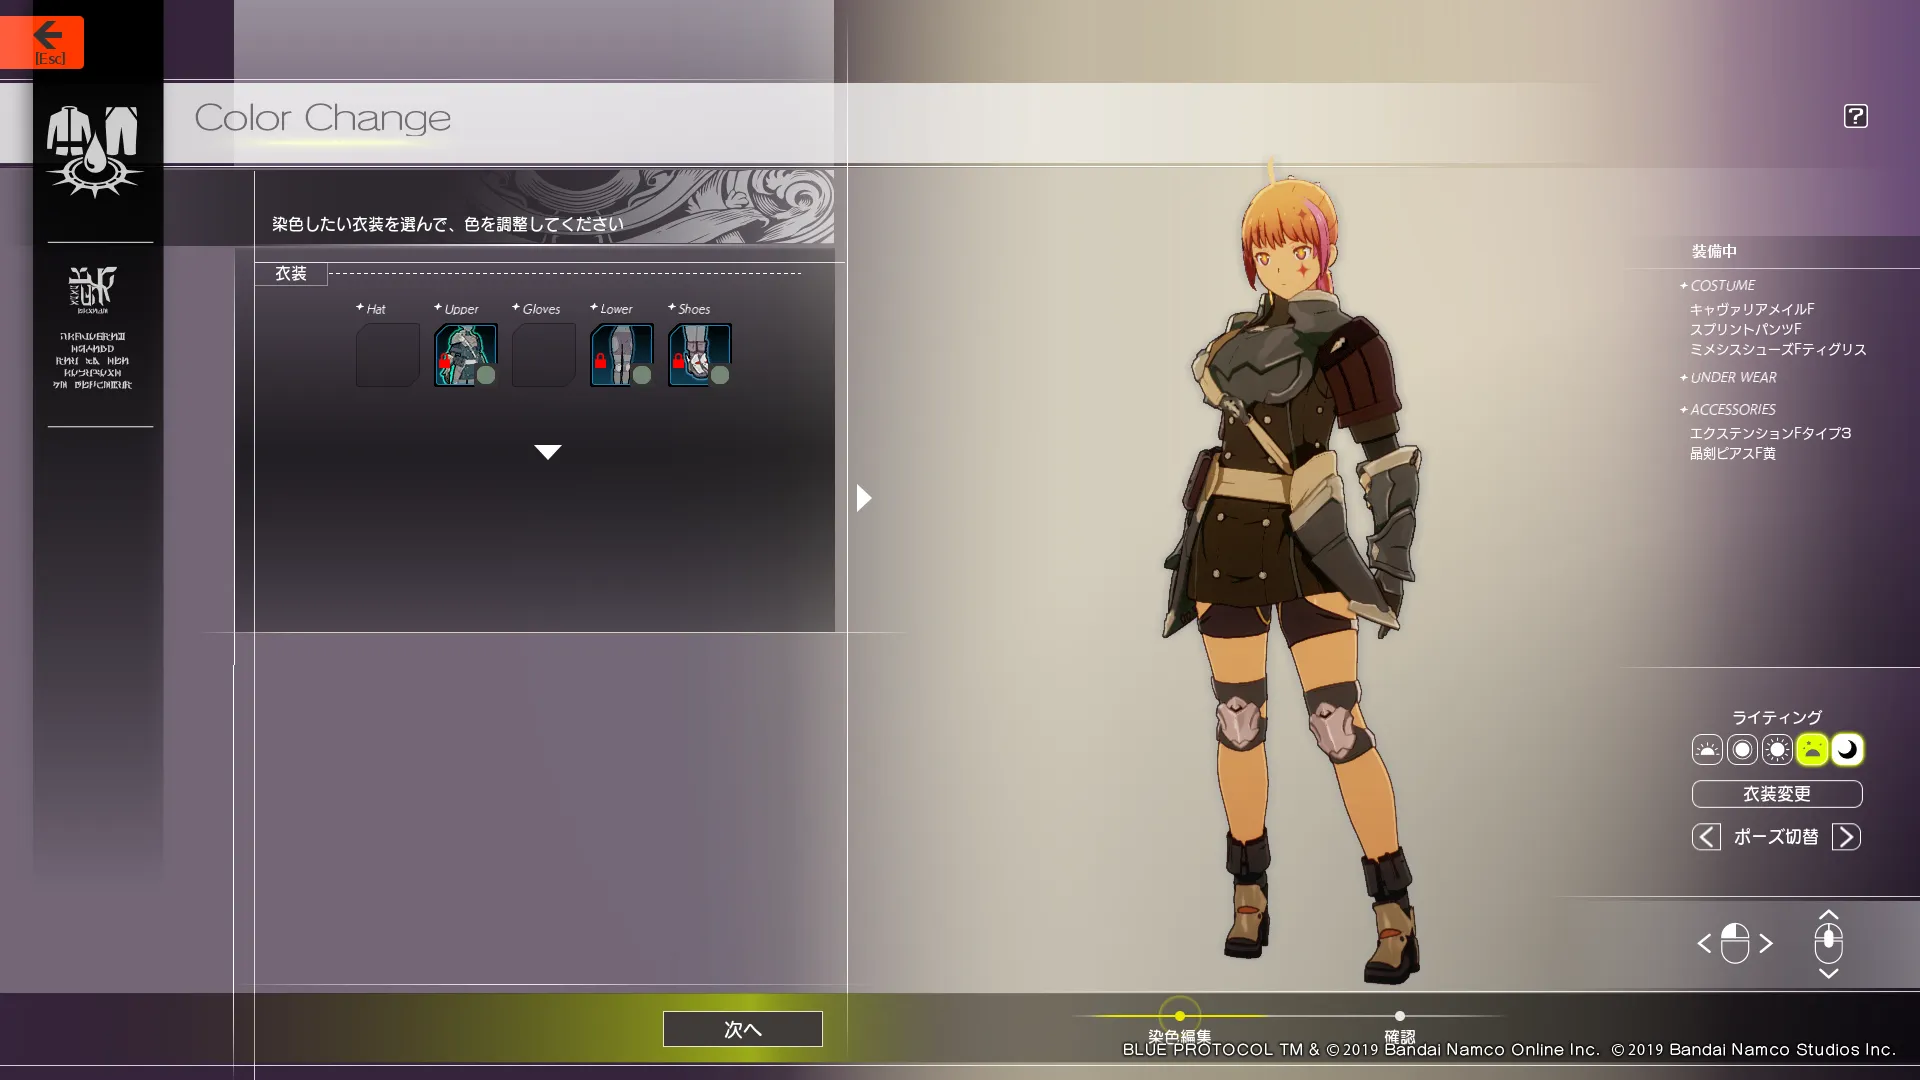 [Esc]
Color Change
?
染色したい衣装を選んで、色を調整してください
衣装
Hat
Upper
Gloves
Lower
Shoes
装備中
COSTUME
キャヴァリアメイルF
スプリントパンツF
ミメシスシューズFティグリス
UNDER WEAR
ACCESSORIES
エクステンションFタイプ3
晶剣ピアスF黄
ライティング
衣装変更
ポーズ切替
次へ
染色編集
確認
BLUE PROTOCOL TM & ©2019 Bandai Namco Online Inc. ©2019 Bandai Namco Studios Inc.